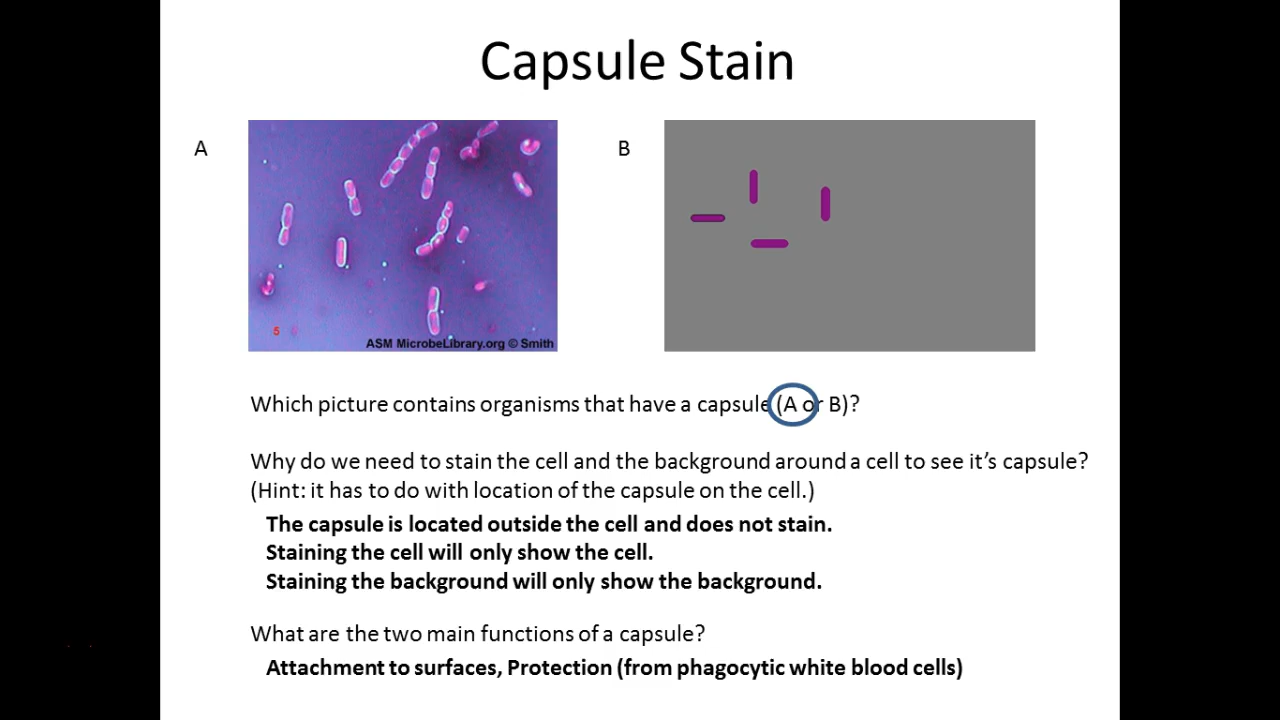 Capsule Stain
A
B
5
ASM MicrobeLibrary.org © Smith
Which picture contains organisms that have a capsule (A or B)?
Why do we need to stain the cell and the background around a cell to see it’s capsule?
(Hint: it has to do with location of the capsule on the cell.)
The capsule is located outside the cell and does not stain.
Staining the cell will only show the cell.
Staining the background will only show the background.
What are the two main functions of a capsule?
Attachment to surfaces, Protection (from phagocytic white blood cells)